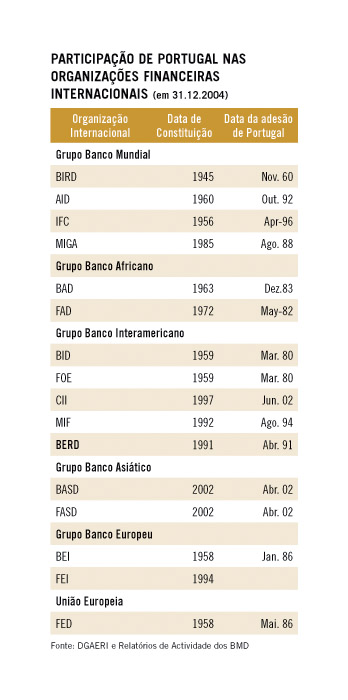 PARTICIPAÇÃO DE PORTUGAL NAS
ORGANIZAÇÕES FINANCEIRAS
INTERNACIONAIS (em 31.12.2004)
Organização Internacional Data de Constituição Data da adesão de Portugal
Grupo Banco Mundial
BIRD 1945 Nov. 60
AID 1960 Out. 92
IFC 1956 Apr-96
MIGA 1985 Ago. 88
Grupo Banco Africano
BAD 1963 Dez.83
FAD 1972 May-82
Grupo Banco Interamericano
BID 1959 Mar. 80
FOE 1959 Mar. 80
CII 1997 Jun. 02
MIF 1992 Ago. 94
BERD 1991 Abr. 91
Grupo Banco Asiático
BASD 2002 Abr. 02
FASD 2002 Abr. 02
Grupo Banco Europeu
BEI 1958 Jan. 86
FEI 1994
União Europeia
FED 1958 Mai. 86
Fonte: DGAERI e Relatórios de Actividade dos BMD